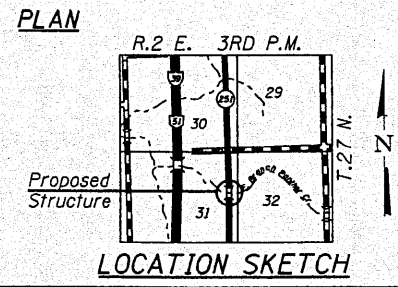 PLAN
R.2 E. 3RD P.M.
39
29
251
51
30
T.27 N.
N
Proposed
Structure
31
32
LOCATION SKETCH